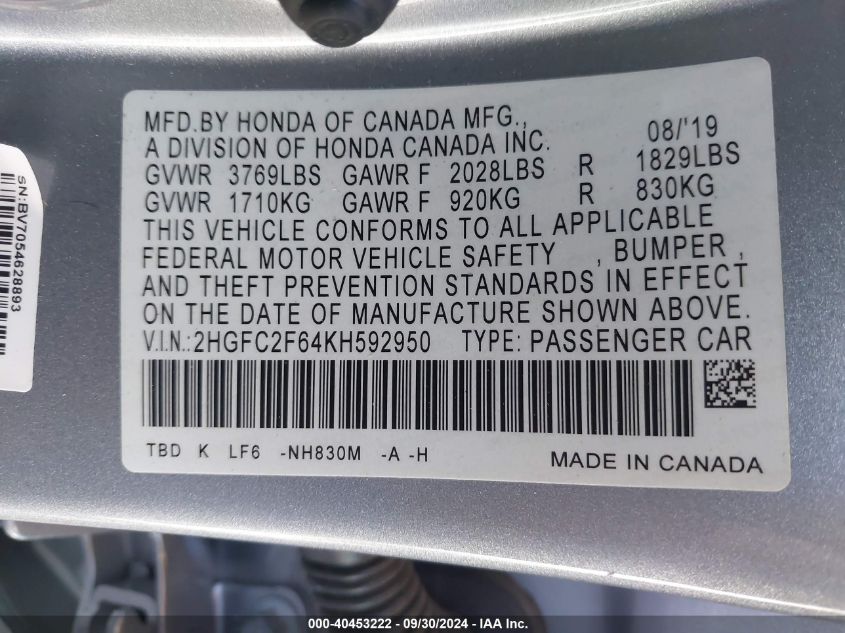 MFD.BY HONDA OF CANADA MFG.,
A DIVISION OF HONDA CANADA INC. 08/'19
GVWR 3769LBS GAWR F 2028LBS R 1829LBS
GVWR 1710KG GAWR F 920KG R 830KG
THIS VEHICLE CONFORMS TO ALL APPLICABLE
FEDERAL MOTOR VEHICLE SAFETY , BUMPER ,
AND THEFT PREVENTION STANDARDS IN EFFECT
ON THE DATE OF MANUFACTURE SHOWN ABOVE.
V.I.N.:2HGFC2F64KH592950 TYPE: PASSENGER CAR
TBD K LF6 -NH830M -A -H
MADE IN CANADA
SN:BV7054628893
000-40453222 - 09/30/2024 - IAA Inc.